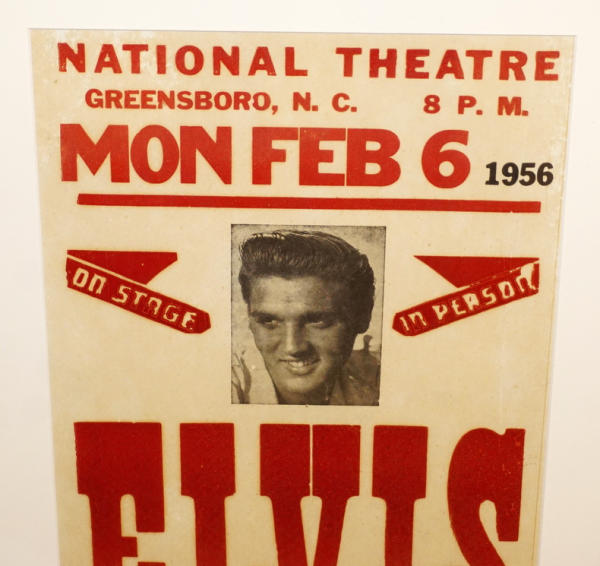 NATIONAL THEATRE
GREENSBORO, N. C. 8 P. M.
MON FEB 6 1956
ON STAGE
IN PERSON
ELVIS